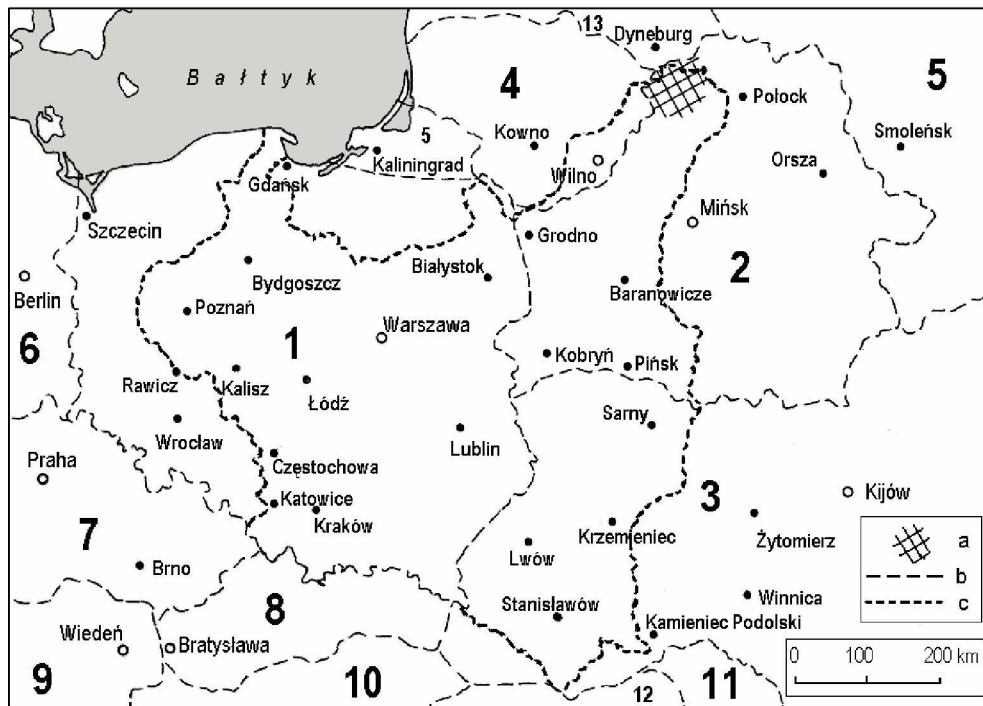 13
Dyneburg
B a ł t y k
4
5
Połock
5
Kowno
Smoleńsk
Kaliningrad
Wilno
Orsza
Gdańsk
Szczecin
Mińsk
Grodno
2
Białystok
Bydgoszcz
Berlin
Baranowicze
Poznań
Warszawa
6
1
Kobryń
Pińsk
Rawicz
Kalisz
Łódź
Sarny
Wrocław
Lublin
Praha
Częstochowa
3
Kijów
Katowice
Kraków
Krzemieniec
Żytomierz
a
7
Lwów
b
Brno
Winnica
c
8
Stanisławów
Kamieniec Podolski
Wiedeń
Bratysława
0 100 200 km
9
10
12
11